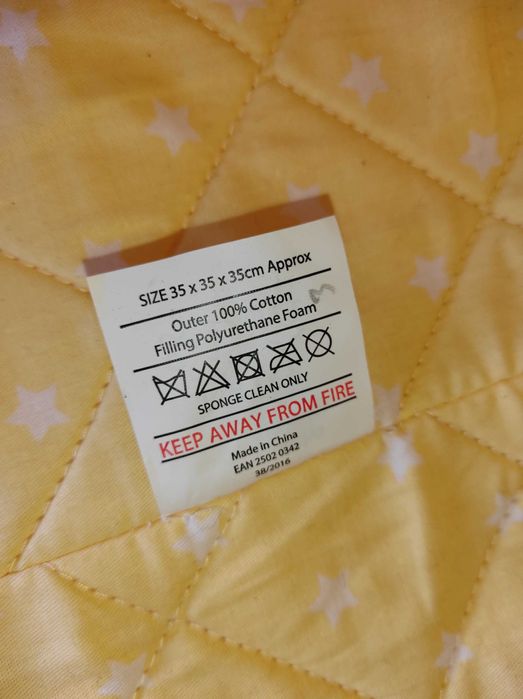 SIZE 35 x 35 x 35cm Approx
Outer 100% Cotton
Filling Polyurethane Foam
SPONGE CLEAN ONLY
KEEP AWAY FROM FIRE
Made in China
EAN 2502 0342
38/2016